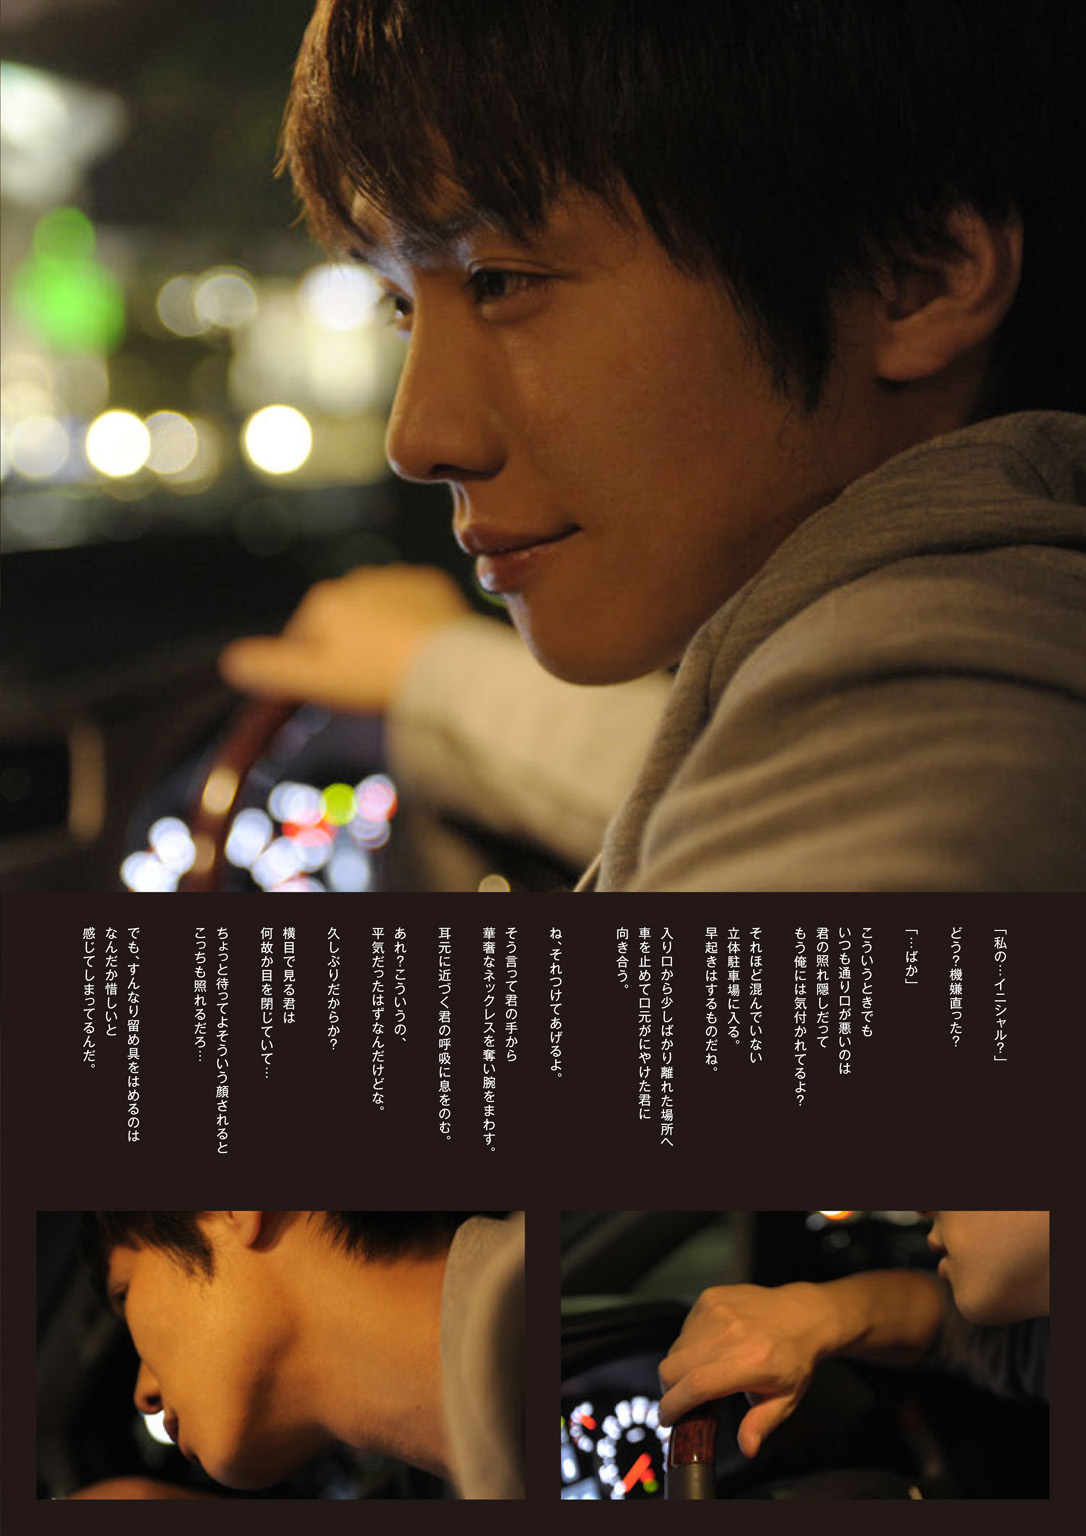 「私の…イニシャル？」
どう？機嫌直った？
「…ばか」
こういうときでも
いつも通り口が悪いのは
君の照れ隠しだって
もう俺には気付かれてるよ？
それほど混んでいない
立体駐車場に入る。
早起きはするものだね。
入り口から少しばかり離れた場所へ
車を止めて口元がにやけた君に
向き合う。
ね、それつけてあげるよ。
そう言って君の手から
華奢なネックレスを奪い腕をまわす。
耳元に近づく君の呼吸に息をのむ。
あれ？こういうの、
平気だったはずなんだけどな。
久しぶりだからか？
横目で見る君は
何故か目を閉じていて…
ちょっと待ってよそういう顔されると
こっちも照れるだろ…
でも、すんなり留め具をはめるのは
なんだか惜しいと
感じてしまってるんだ。